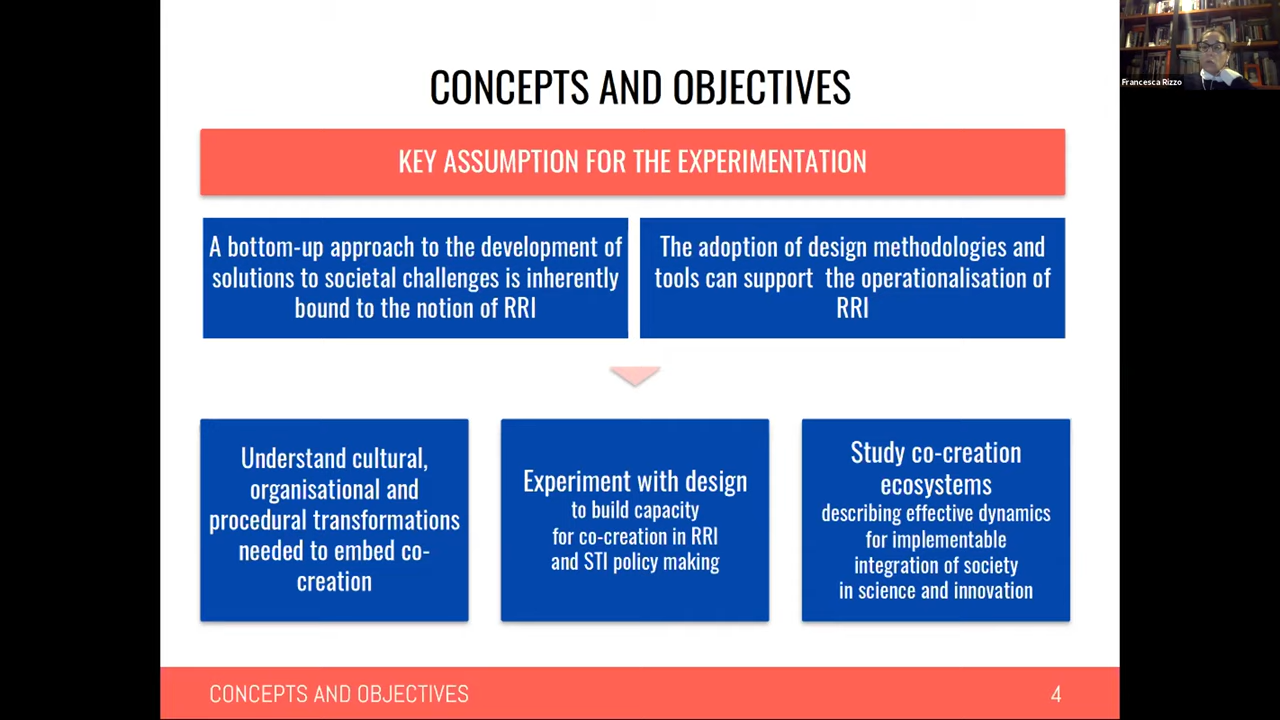 CONCEPTS AND OBJECTIVES
Francesca Rizzo
KEY ASSUMPTION FOR THE EXPERIMENTATION
A bottom-up approach to the development of
solutions to societal challenges is inherently
bound to the notion of RRI
The adoption of design methodologies and
tools can support the operationalisation of
RRI
Understand cultural,
organisational and
procedural transformations
needed to embed co-
creation
Experiment with design
to build capacity
for co-creation in RRI
and STI policy making
Study co-creation
ecosystems
describing effective dynamics
for implementable
integration of society
in science and innovation
CONCEPTS AND OBJECTIVES
4